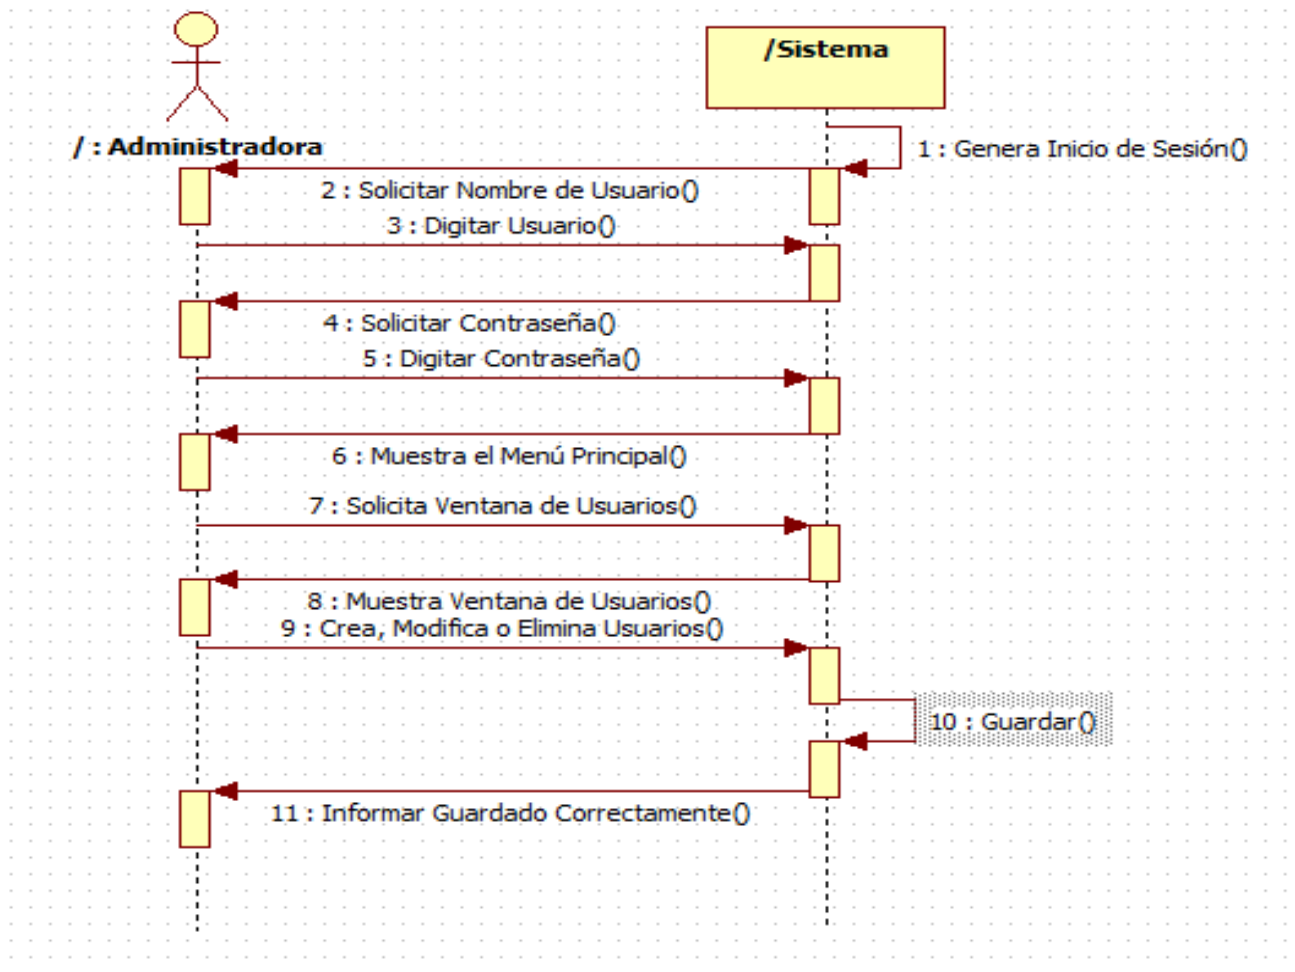 /Sistema
/ : Administradora
1 : Genera Inicio de Sesión()
2 : Solicitar Nombre de Usuario()
3 : Digitar Usuario()
4 : Solicitar Contraseña()
5 : Digitar Contraseña()
6 : Muestra el Menú Principal()
7 : Solicita Ventana de Usuarios()
8 : Muestra Ventana de Usuarios()
9 : Crea, Modifica o Elimina Usuarios()
10 : Guardar()
11 : Informar Guardado Correctamente()